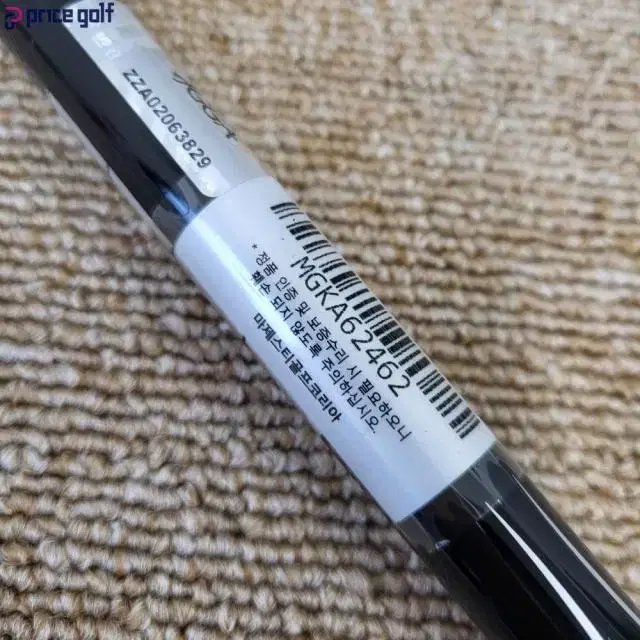 price golf
ZZA02063829
MGKA62462
* 정품 인증 및 보증수리 시 필요하오니
훼손 되지 않도록 주의하십시오.
마제스티골프코리아